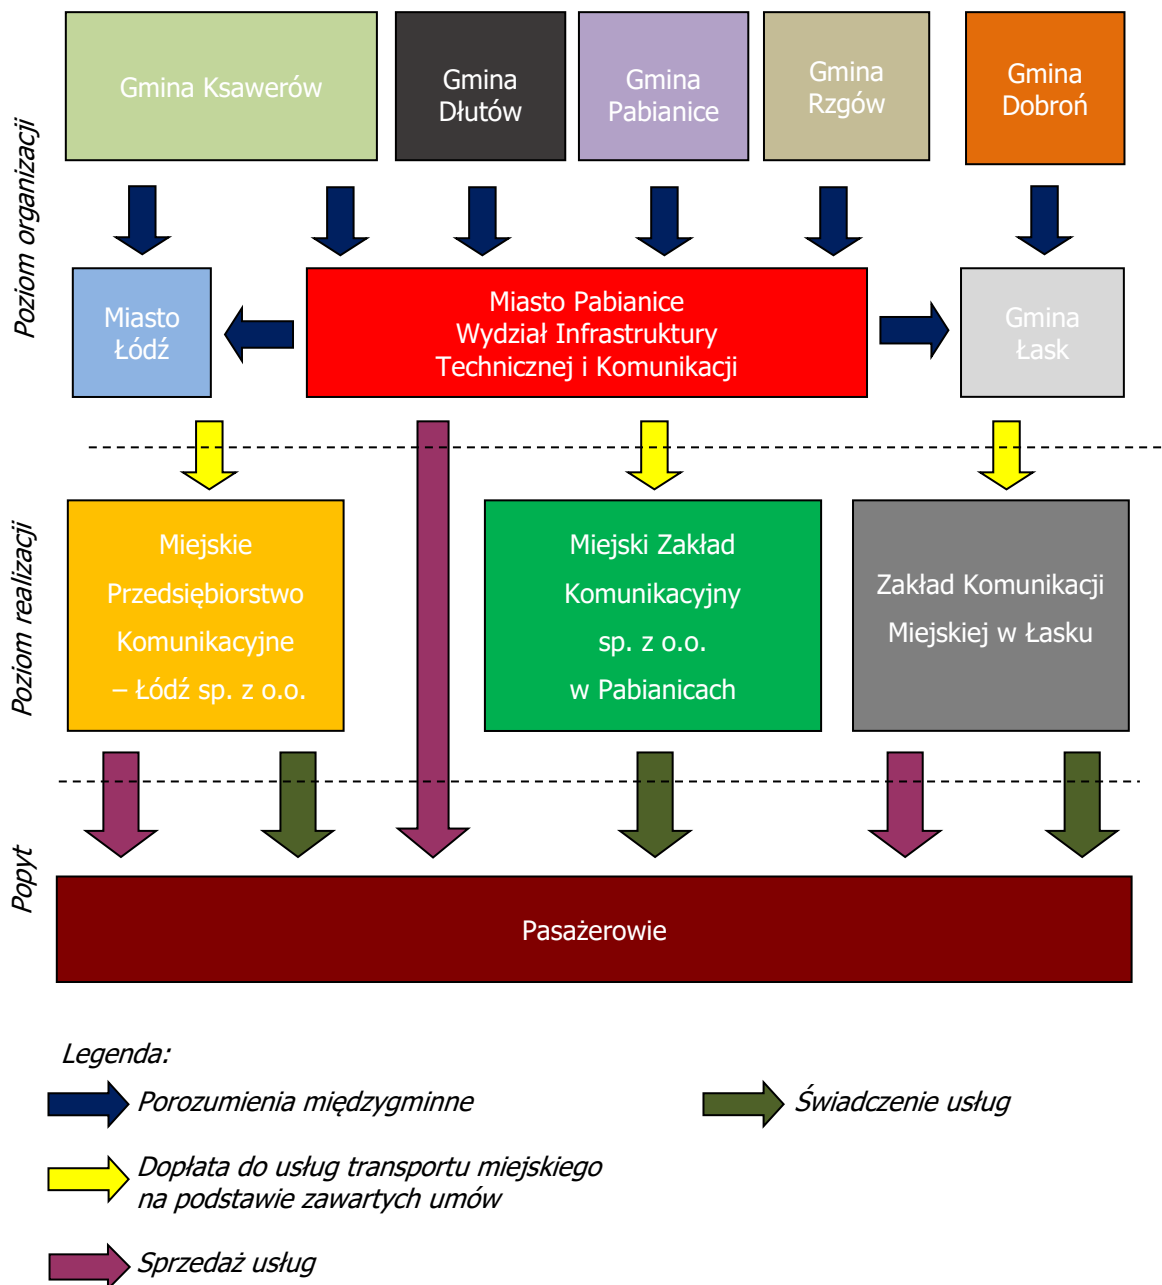 Poziom organizacji
Gmina Ksawerów
Gmina
Dłutów
Gmina
Pabianice
Gmina
Rzgów
Gmina
Dobroń
Miasto
Łódź
Miasto Pabianice
Wydział Infrastruktury
Technicznej i Komunikacji
Gmina
Łask
Poziom realizacji
Miejskie
Przedsiębiorstwo
Komunikacyjne
– Łódź sp. z o.o.
Miejski Zakład
Komunikacyjny
sp. z o.o.
w Pabianicach
Zakład Komunikacji
Miejskiej w Łasku
Popyt
Pasażerowie
Legenda:
Porozumienia międzygminne
Świadczenie usług
Dopłata do usług transportu miejskiego
na podstawie zawartych umów
Sprzedaż usług